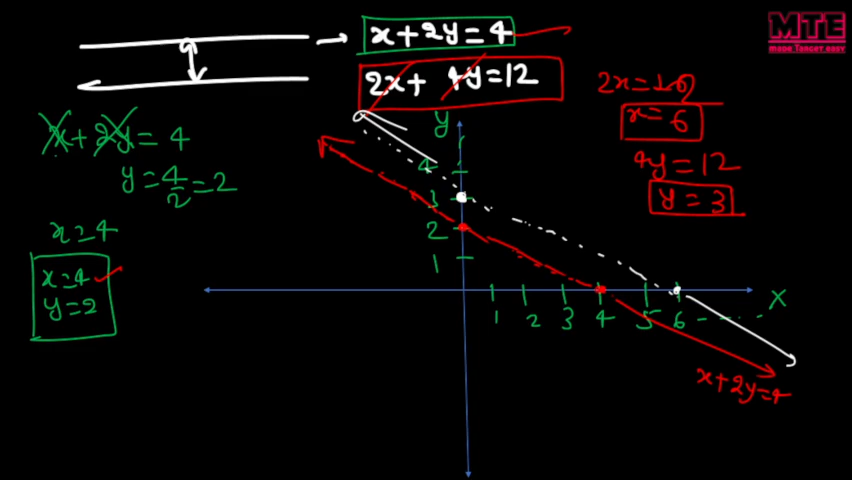 MTE
made Target easy
x+2y=4
2x+ 4y=12
2x=12
x=6
4y=12
y=3
x+2y=4
y=4/2=2
x=4
x=4
y=2
y
4
3
2
1
1 2 3 4 5 6
x
x+2y=4